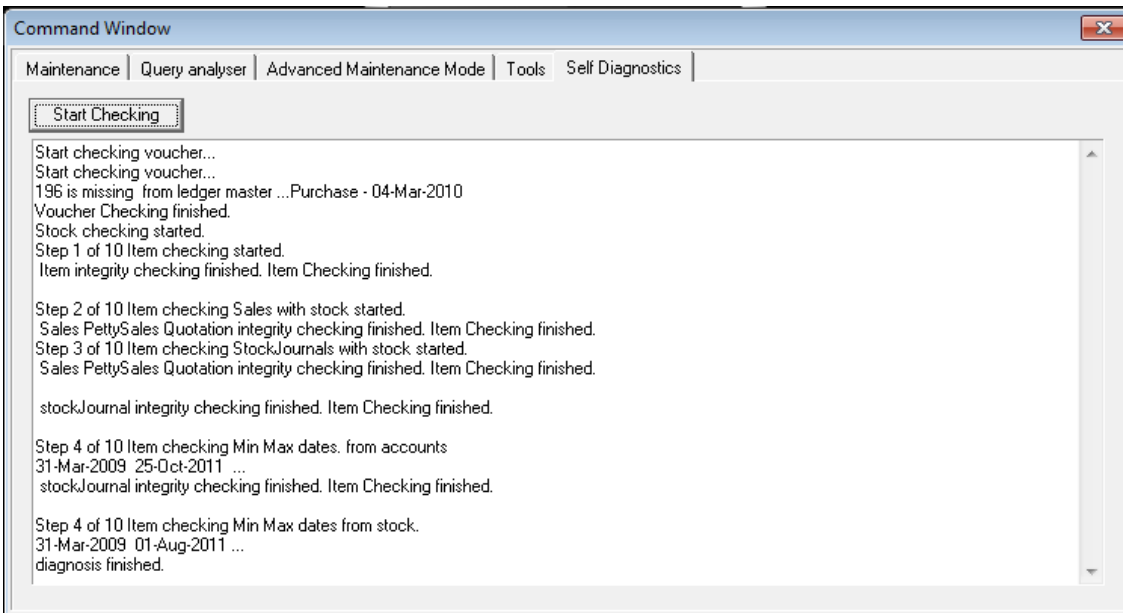 Command Window
Maintenance Query analyser Advanced Maintenance Mode Tools Self Diagnostics
Start Checking
Start checking voucher...
Start checking voucher...
196 is missing from ledger master ...Purchase - 04-Mar-2010
Voucher Checking finished.
Stock checking started.
Step 1 of 10 Item checking started.
Item integrity checking finished. Item Checking finished.
Step 2 of 10 Item checking Sales with stock started.
Sales PettySales Quotation integrity checking finished. Item Checking finished.
Step 3 of 10 Item checking StockJournals with stock started.
Sales PettySales Quotation integrity checking finished. Item Checking finished.
stockJournal integrity checking finished. Item Checking finished.
Step 4 of 10 Item checking Min Max dates. from accounts
31-Mar-2009 25-Oct-2011 ...
stockJournal integrity checking finished. Item Checking finished.
Step 4 of 10 Item checking Min Max dates from stock.
31-Mar-2009 01-Aug-2011 ...
diagnosis finished.